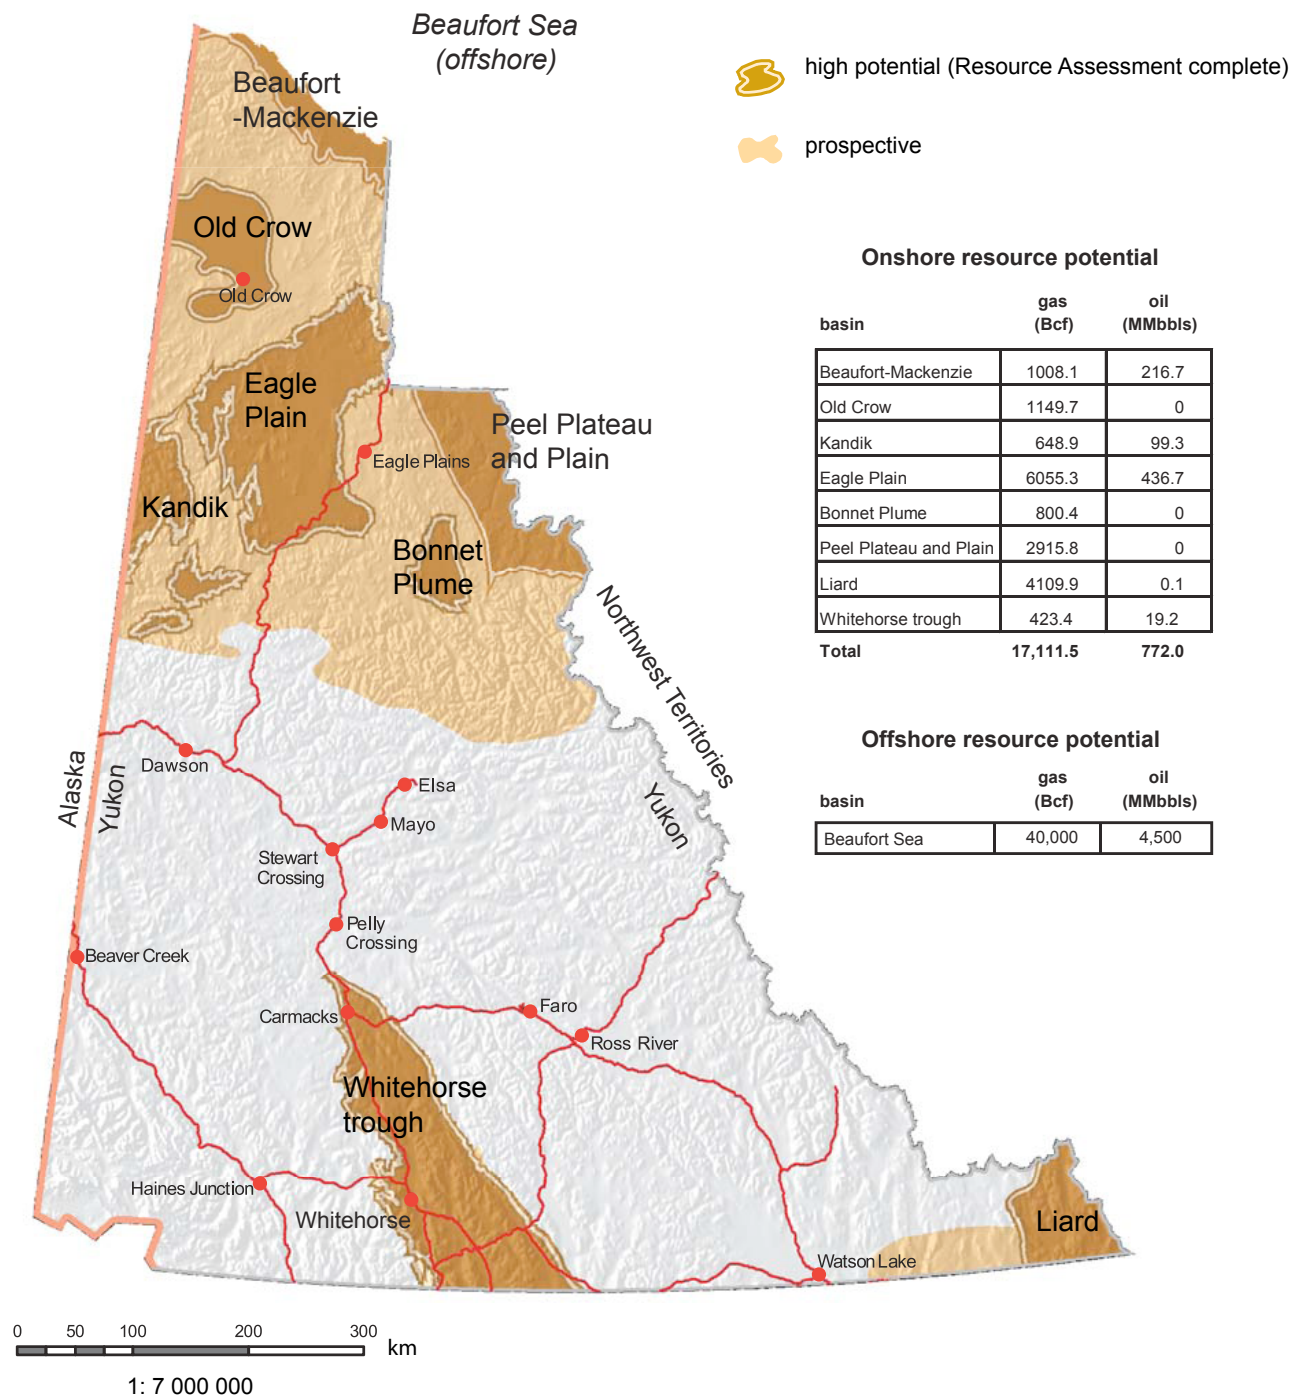 Beaufort Sea
(offshore)
high potential (Resource Assessment complete)
prospective
Beaufort
-Mackenzie
Old Crow
Old Crow
Eagle
Plain
Peel Plateau
and Plain
Eagle Plains
Kandik
Bonnet
Plume
Northwest Territories
Yukon
Alaska
Yukon
Dawson
Elsa
Mayo
Stewart
Crossing
Pelly
Crossing
Beaver Creek
Carmacks
Faro
Ross River
Whitehorse
trough
Haines Junction
Whitehorse
Liard
Watson Lake
Onshore resource potential
basin gas (Bcf) oil (MMbbls)
Beaufort-Mackenzie 1008.1 216.7
Old Crow 1149.7 0
Kandik 648.9 99.3
Eagle Plain 6055.3 436.7
Bonnet Plume 800.4 0
Peel Plateau and Plain 2915.8 0
Liard 4109.9 0.1
Whitehorse trough 423.4 19.2
Total 17,111.5 772.0
Offshore resource potential
basin gas (Bcf) oil (MMbbls)
Beaufort Sea 40,000 4,500
0 50 100 200 300 km
1: 7 000 000